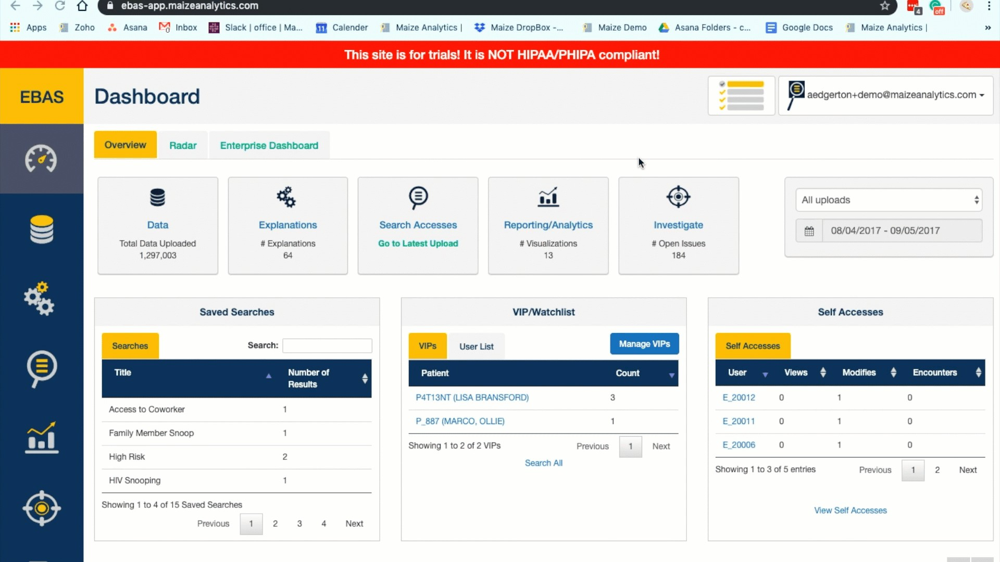 ebas-app.maizeanalytics.com
4
off
Apps
Zoho
Asana
Inbox
Slack | office | Ma...
11
Calender
Maize Analytics |
Maize DropBox -...
Maize Demo
Asana Folders - c...
Google Docs
Maize Analytics |
»
This site is for trials! It is NOT HIPAA/PHIPA compliant!
EBAS
Dashboard
aedgerton+demo@maizeanalytics.com
Overview
Radar
Enterprise Dashboard
Data
Total Data Uploaded
1,297,003
Explanations
# Explanations
64
Search Accesses
Go to Latest Upload
Reporting/Analytics
# Visualizations
13
Investigate
# Open Issues
184
All uploads
08/04/2017 - 09/05/2017
Saved Searches
Searches
Search:
Title
Number of
Results
Access to Coworker 1
Family Member Snoop 1
High Risk 2
HIV Snooping 1
Showing 1 to 4 of 15 Saved Searches
Previous 1 2 3 4 Next
VIP/Watchlist
VIPs
User List
Manage VIPs
Patient Count
P4T13NT (LISA BRANSFORD) 3
P_887 (MARCO, OLLIE) 1
Showing 1 to 2 of 2 VIPs
Previous 1 Next
Search All
Self Accesses
Self Accesses
User Views Modifies Encounters
E_20012 0 1 0
E_20011 0 1 0
E_20006 0 1 0
Showing 1 to 3 of 5 entries
Previous 1 2 Next
View Self Accesses